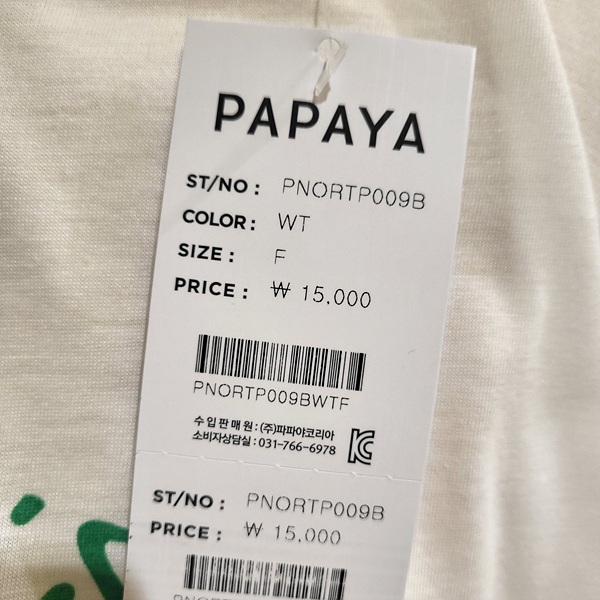 PAPAYA
ST/NO : PNORTP009B
COLOR : WT
SIZE : F
PRICE : ₩ 15,000
PNORTP009BWTF
수 입 판 매 원 : (주)파파야코리아
소비자상담실 : 031-766-6978
ST/NO : PNORTP009B
PRICE : ₩ 15,000